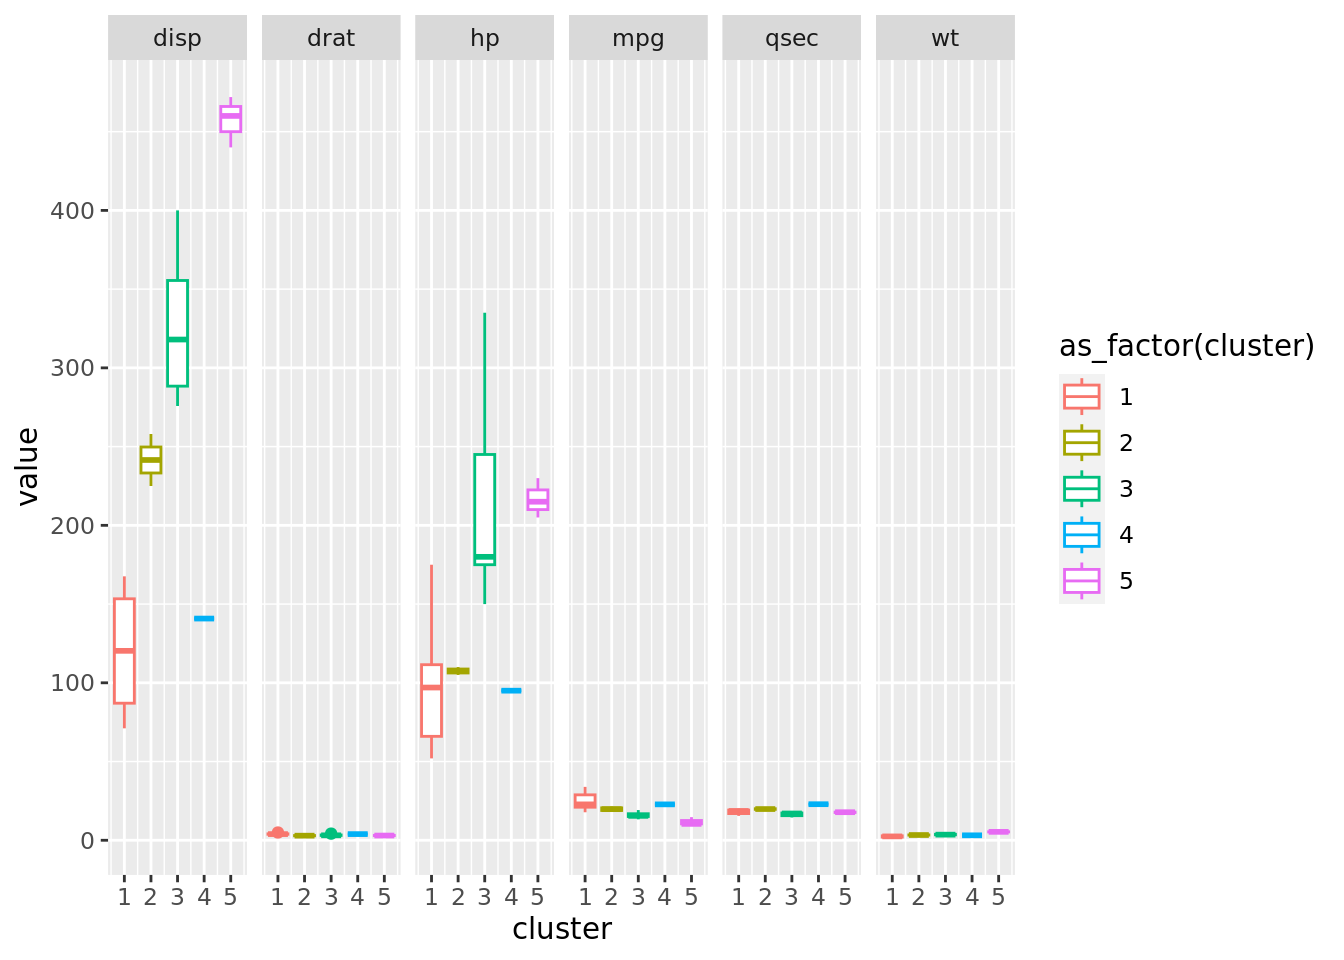 disp drat hp mpg qsec wt
400
300
200
100
0
value
1 2 3 4 5 1 2 3 4 5 1 2 3 4 5 1 2 3 4 5 1 2 3 4 5 1 2 3 4 5
cluster
as_factor(cluster)
1
2
3
4
5